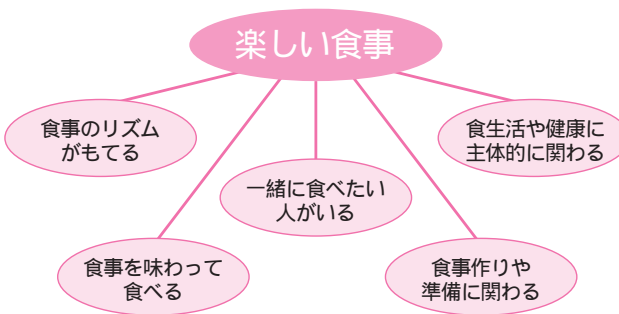 楽しい食事
食事のリズム
がもてる
食生活や健康に
主体的に関わる
一緒に食べたい
人がいる
食事を味わって
食べる
食事作りや
準備に関わる